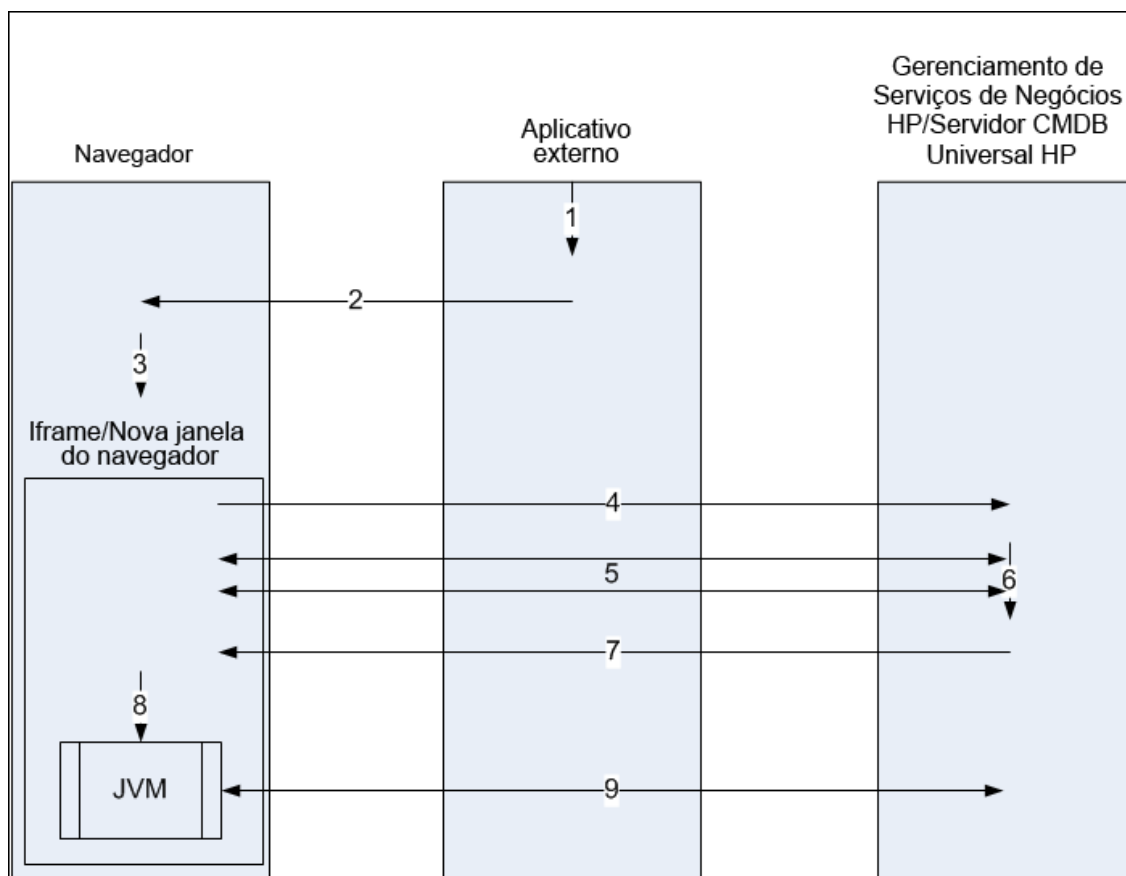 Navegador
Aplicativo
externo
Gerenciamento de
Serviços de Negócios
HP/Servidor CMDB
Universal HP
1
2
3
Iframe/Nova janela
do navegador
4
5
6
7
8
JVM
9